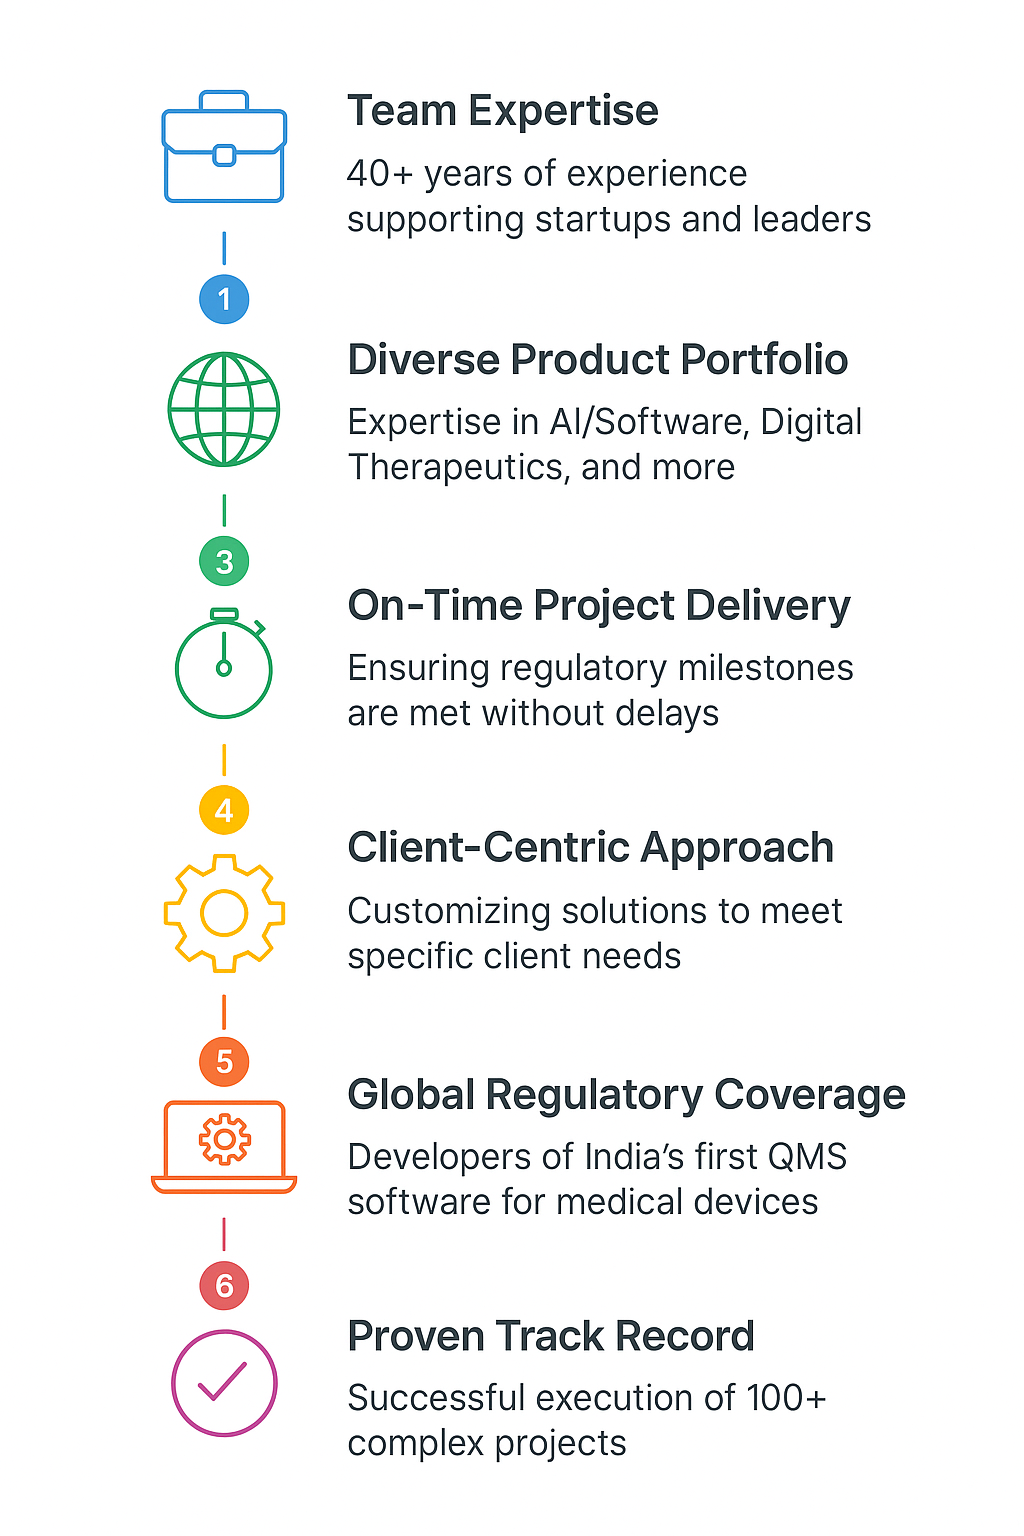 Team Expertise
40+ years of experience
supporting startups and leaders
1
Diverse Product Portfolio
Expertise in AI/Software, Digital
Therapeutics, and more
3
On-Time Project Delivery
Ensuring regulatory milestones
are met without delays
4
Client-Centric Approach
Customizing solutions to meet
specific client needs
5
Global Regulatory Coverage
Developers of India’s first QMS
software for medical devices
6
Proven Track Record
Successful execution of 100+
complex projects